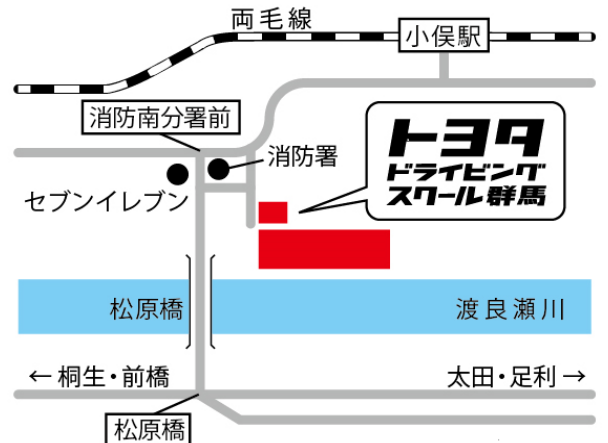 両毛線
小俣駅
消防南分署前
消防署
トヨタ
ドライビング
スクール群馬
セブンイレブン
松原橋
渡良瀬川
← 桐生・前橋
太田・足利 →
松原橋